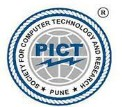 SOCIETY FOR COMPUTER TECHNOLOGY AND RESEARCH
PICT
PUNE
®